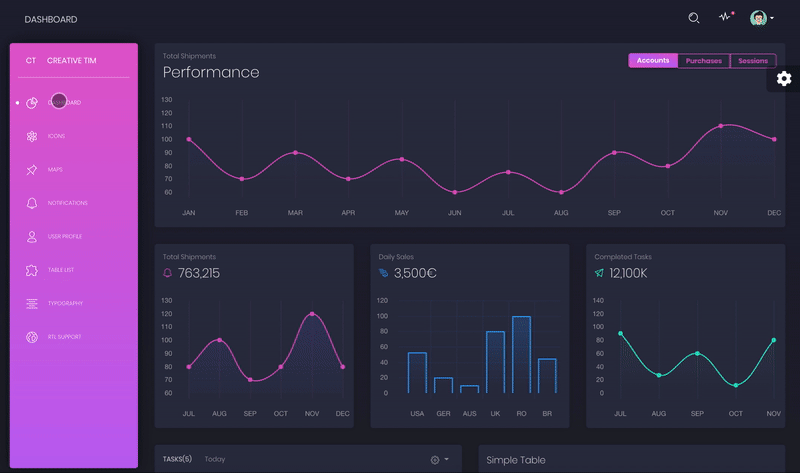 DASHBOARD
CT CREATIVE TIM
DASHBOARD
ICONS
MAPS
NOTIFICATIONS
USER PROFILE
TABLE LIST
TYPOGRAPHY
RTL SUPPORT
Total Shipments
Performance
Accounts Purchases Sessions
130
120
110
100
90
80
70
60
JAN FEB MAR APR MAY JUN JUL AUG SEP OCT NOV DEC
Total Shipments
763,215
130
120
110
100
90
80
70
60
JUL AUG SEP OCT NOV DEC
Daily Sales
3,500€
120
100
80
60
40
20
0
USA GER AUS UK RO BR
Completed Tasks
12,100K
140
120
100
80
60
40
20
0
JUL AUG SEP OCT NOV
TASKS(5) Today
Simple Table